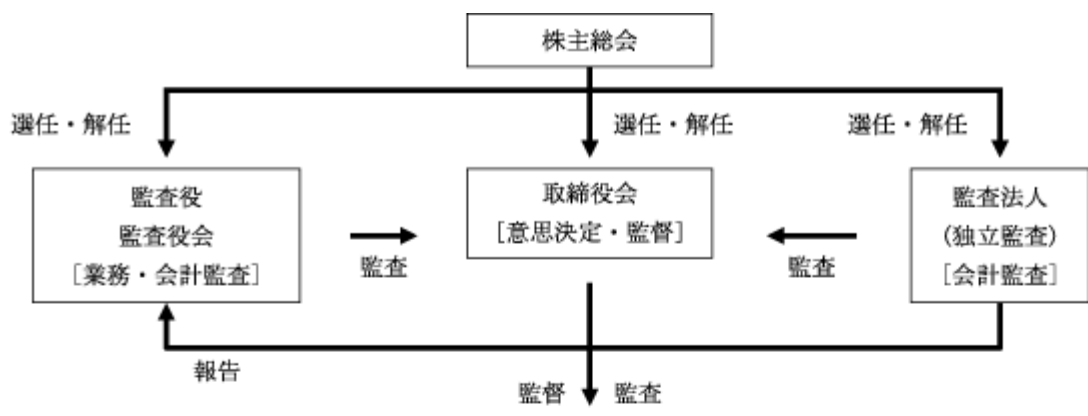 株主総会
選任・解任
選任・解任
選任・解任
監査役
監査役会
[業務・会計監査]
監査
取締役会
[意思決定・監督]
監査
監査法人
(独立監査)
[会計監査]
報告
監督
監査